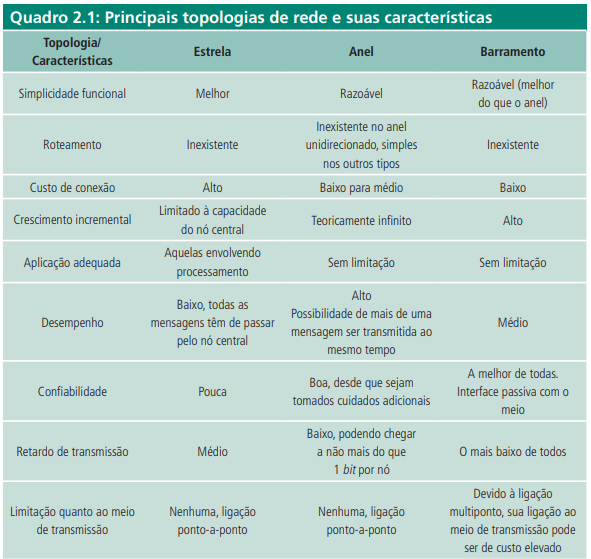 Quadro 2.1: Principais topologias de rede e suas características
Topologia/
Características
Estrela
Anel
Barramento
Simplicidade funcional
Melhor
Razoável
Razoável (melhor
do que o anel)
Roteamento
Inexistente
Inexistente no anel
unidirecionado, simples
nos outros tipos
Inexistente
Custo de conexão
Alto
Baixo para médio
Baixo
Crescimento incremental
Limitado à capacidade
do nó central
Teoricamente infinito
Alto
Aplicação adequada
Aquelas envolvendo
processamento
Sem limitação
Sem limitação
Desempenho
Baixo, todas as
mensagens têm de passar
pelo nó central
Alto
Possibilidade de mais de uma
mensagem ser transmitida ao
mesmo tempo
Médio
Confiabilidade
Pouca
Boa, desde que sejam
tomados cuidados adicionais
A melhor de todas.
Interface passiva com o
meio
Retardo de transmissão
Médio
Baixo, podendo chegar
a não mais do que
1 bit por nó
O mais baixo de todos
Limitação quanto ao meio
de transmissão
Nenhuma, ligação
ponto-a-ponto
Nenhuma, ligação
ponto-a-ponto
Devido à ligação
multiponto, sua ligação ao
meio de transmissão pode
ser de custo elevado